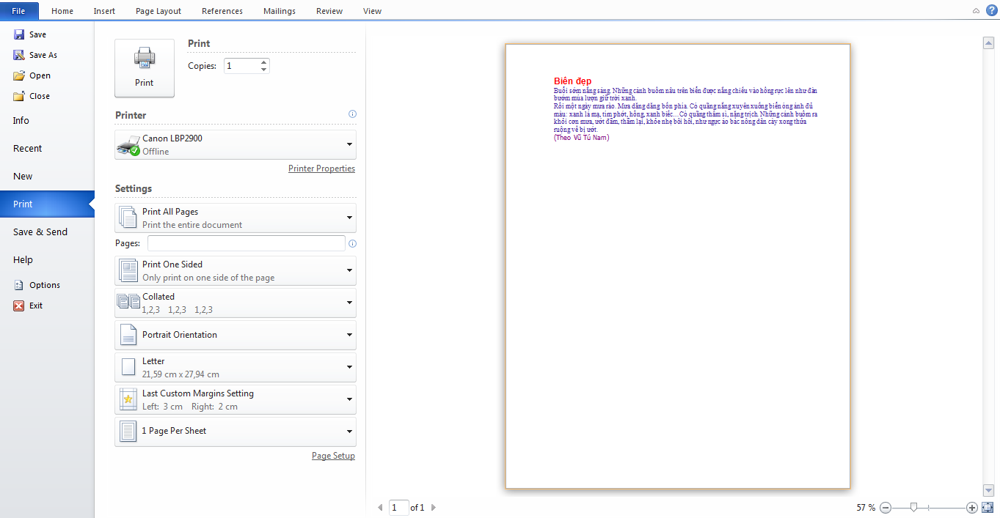 File Home Insert Page Layout References Mailings Review View
Save
Save As
Open
Close
Info
Recent
New
Print
Save & Send
Help
Options
Exit
Print
Print
Copies: 1
Printer
Canon LBP2900
Offline
Printer Properties
Settings
Print All Pages
Print the entire document
Pages:
Print One Sided
Only print on one side of the page
Collated
1,2,3 1,2,3 1,2,3
Portrait Orientation
Letter
21,59 cm x 27,94 cm
Last Custom Margins Setting
Left: 3 cm Right: 2 cm
1 Page Per Sheet
Page Setup
Biện đẹp
Buổi sớm nắng sáng. Những cánh buồm nâu trên biển được nắng chiếu vào hồng rực lên như đàn
bướm múa lượn giữ trời xanh.
Rồi một ngày mưa rào. Mưa dăng dăng bốn phía. Có quãng nắng xuyên xuống biển óng ánh đủ
màu: xanh lá mạ, tím phớt, hồng, xanh biếc…Có quãng thâm sì, nặng trịch. Những cánh buồm ra
khỏi cơn mưa, ướt đẫm, thẫm lại, khỏe nhẹ bồi hồi, như ngực áo bác nông dân cày xong thửa
ruộng về bị ướt.
(Theo Vũ Tú Nam)
1 of 1
57 %